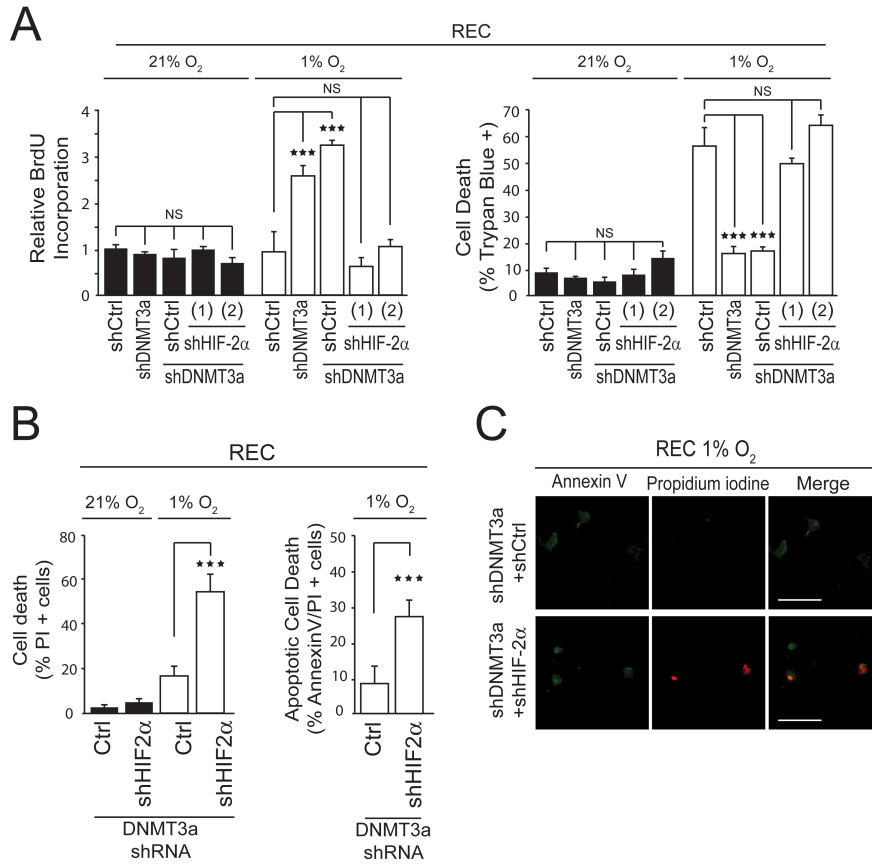 A
REC
21% O2
1% O2
Relative BrdU
Incorporation
4
3
2
1
0
NS
NS
★★★
★★★
shCtrl
shDNMT3a
shCtrl
(1)
(2)
shHIF-2α
shDNMT3a
shCtrl
shDNMT3a
shCtrl
(1)
(2)
shHIF-2α
shDNMT3a
21% O2
1% O2
Cell Death
(% Trypan Blue +)
70
60
50
40
30
20
10
0
NS
NS
★★★
★★★
shCtrl
shDNMT3a
shCtrl
(1)
(2)
shHIF-2α
shDNMT3a
shCtrl
shDNMT3a
shCtrl
(1)
(2)
shHIF-2α
shDNMT3a
B
REC
21% O2
1% O2
Cell death
(% PI + cells)
80
60
40
20
0
★★★
Ctrl
shHIF2α
Ctrl
shHIF2α
DNMT3a
shRNA
1% O2
Apoptotic Cell Death
(% AnnexinV/PI + cells)
50
40
30
20
10
0
★★★
Ctrl
shHIF2α
DNMT3a
shRNA
C
REC 1% O2
Annexin V
Propidium iodine
Merge
shDNMT3a
+shCtrl
shDNMT3a
+shHIF-2α